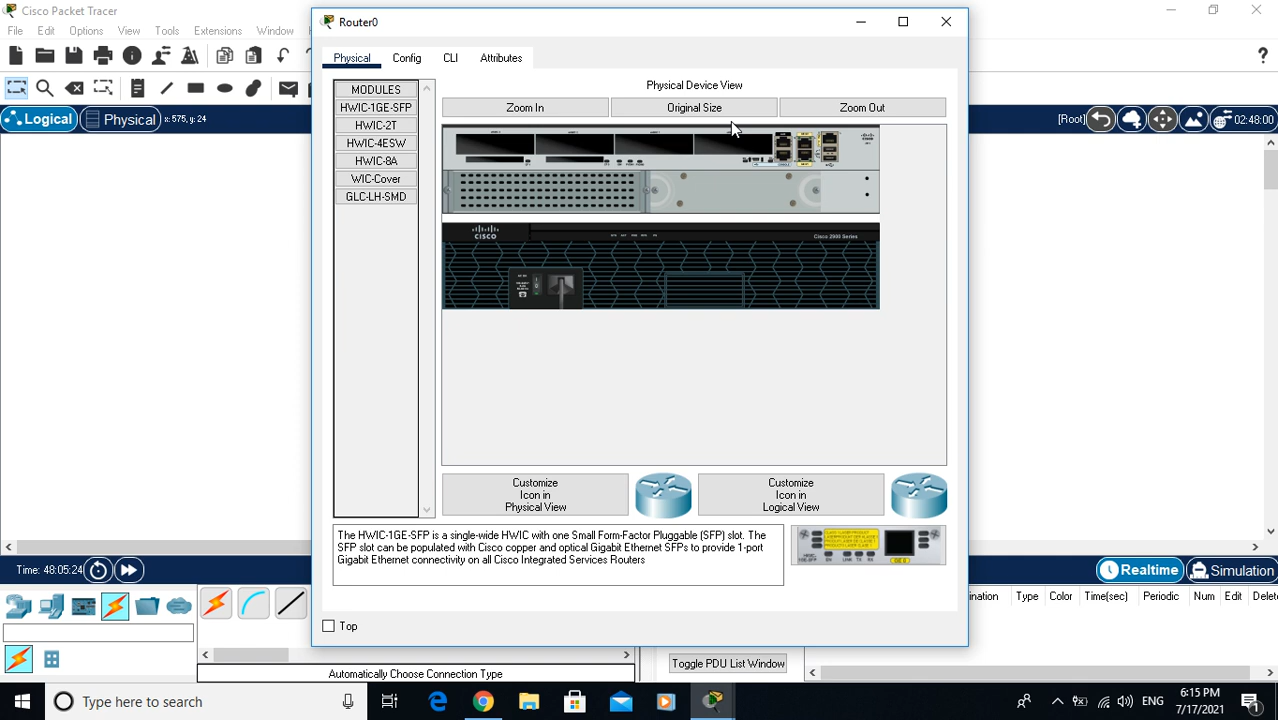 Cisco Packet Tracer
File Edit Options View Tools Extensions Window
Logical Physical x: 575, y: 24
[Root] 02:48:00
Router0
Physical Config CLI Attributes
MODULES
HWIC-1GE-SFP
HWIC-2T
HWIC-4ESW
HWIC-8A
WIC-Cover
GLC-LH-SMD
Physical Device View
Zoom In Original Size Zoom Out
CISCO
Cisco 2900 Series
Customize
Icon in
Physical View
Customize
Icon in
Logical View
The HWIC-1GE-SFP is a single-wide HWIC with one Small Form-Factor Pluggable (SFP) slot. The
SFP slot can be populated with Cisco copper and optical Gigabit Ethernet SFPs to provide 1-port
Gigabit Ethernet connectivity on all Cisco Integrated Services Routers
Top
Time: 48:05:24
Realtime Simulation
ination Type Color Time(sec) Periodic Num Edit Delete
Automatically Choose Connection Type
Toggle PDU List Window
Type here to search
ENG
6:15 PM
7/17/2021
1